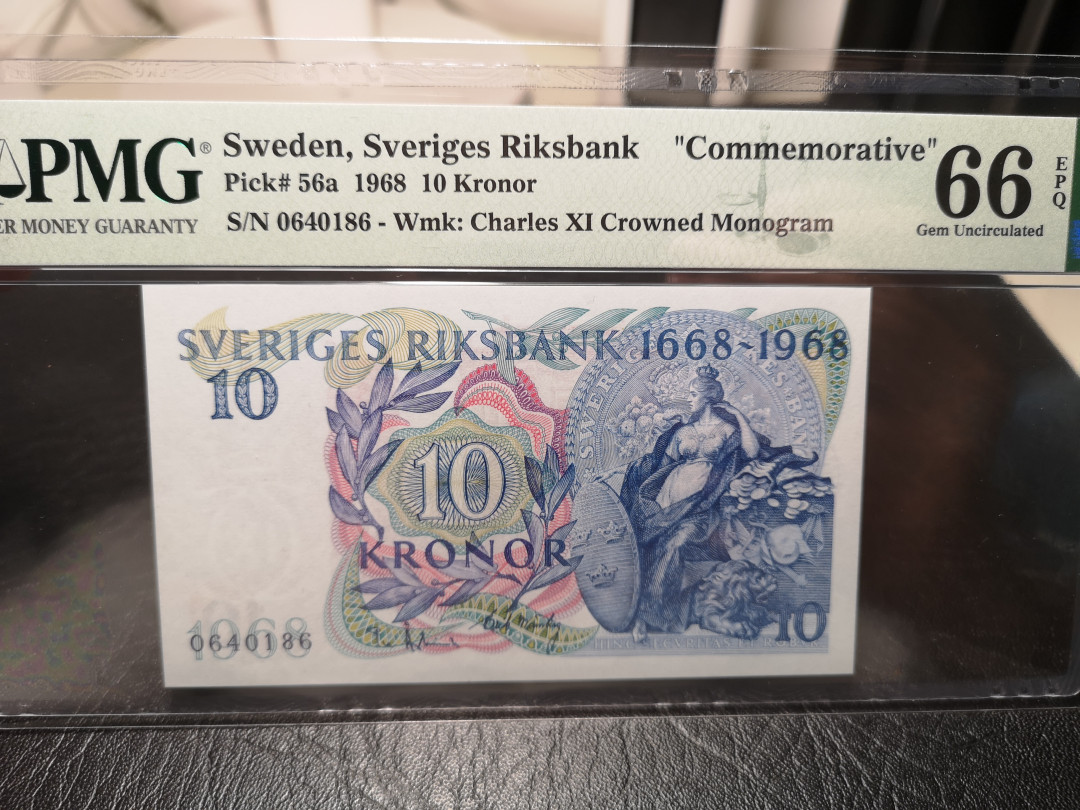 PMG® Sweden, Sveriges Riksbank "Commemorative" 66 EPQ
Pick# 56a 1968 10 Kronor
ER MONEY GUARANTY S/N 0640186 - Wmk: Charles XI Crowned Monogram Gem Uncirculated
SVERIGES RIKSBANK 1668~1968
10
10
KRONOR
1968
0640186
10